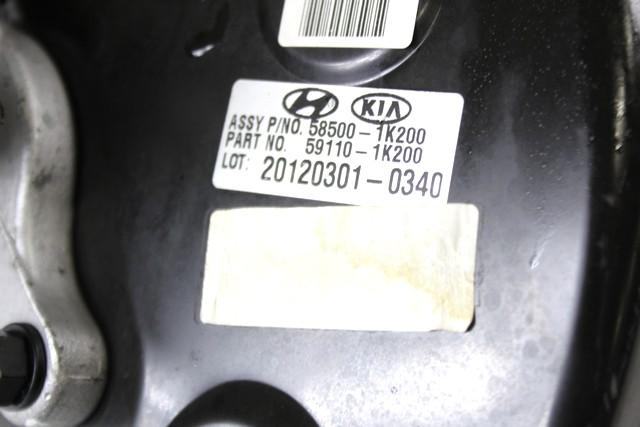 KIA
ASSY P/NO. 58500-1K200
PART NO. 59110-1K200
LOT: 20120301-0340